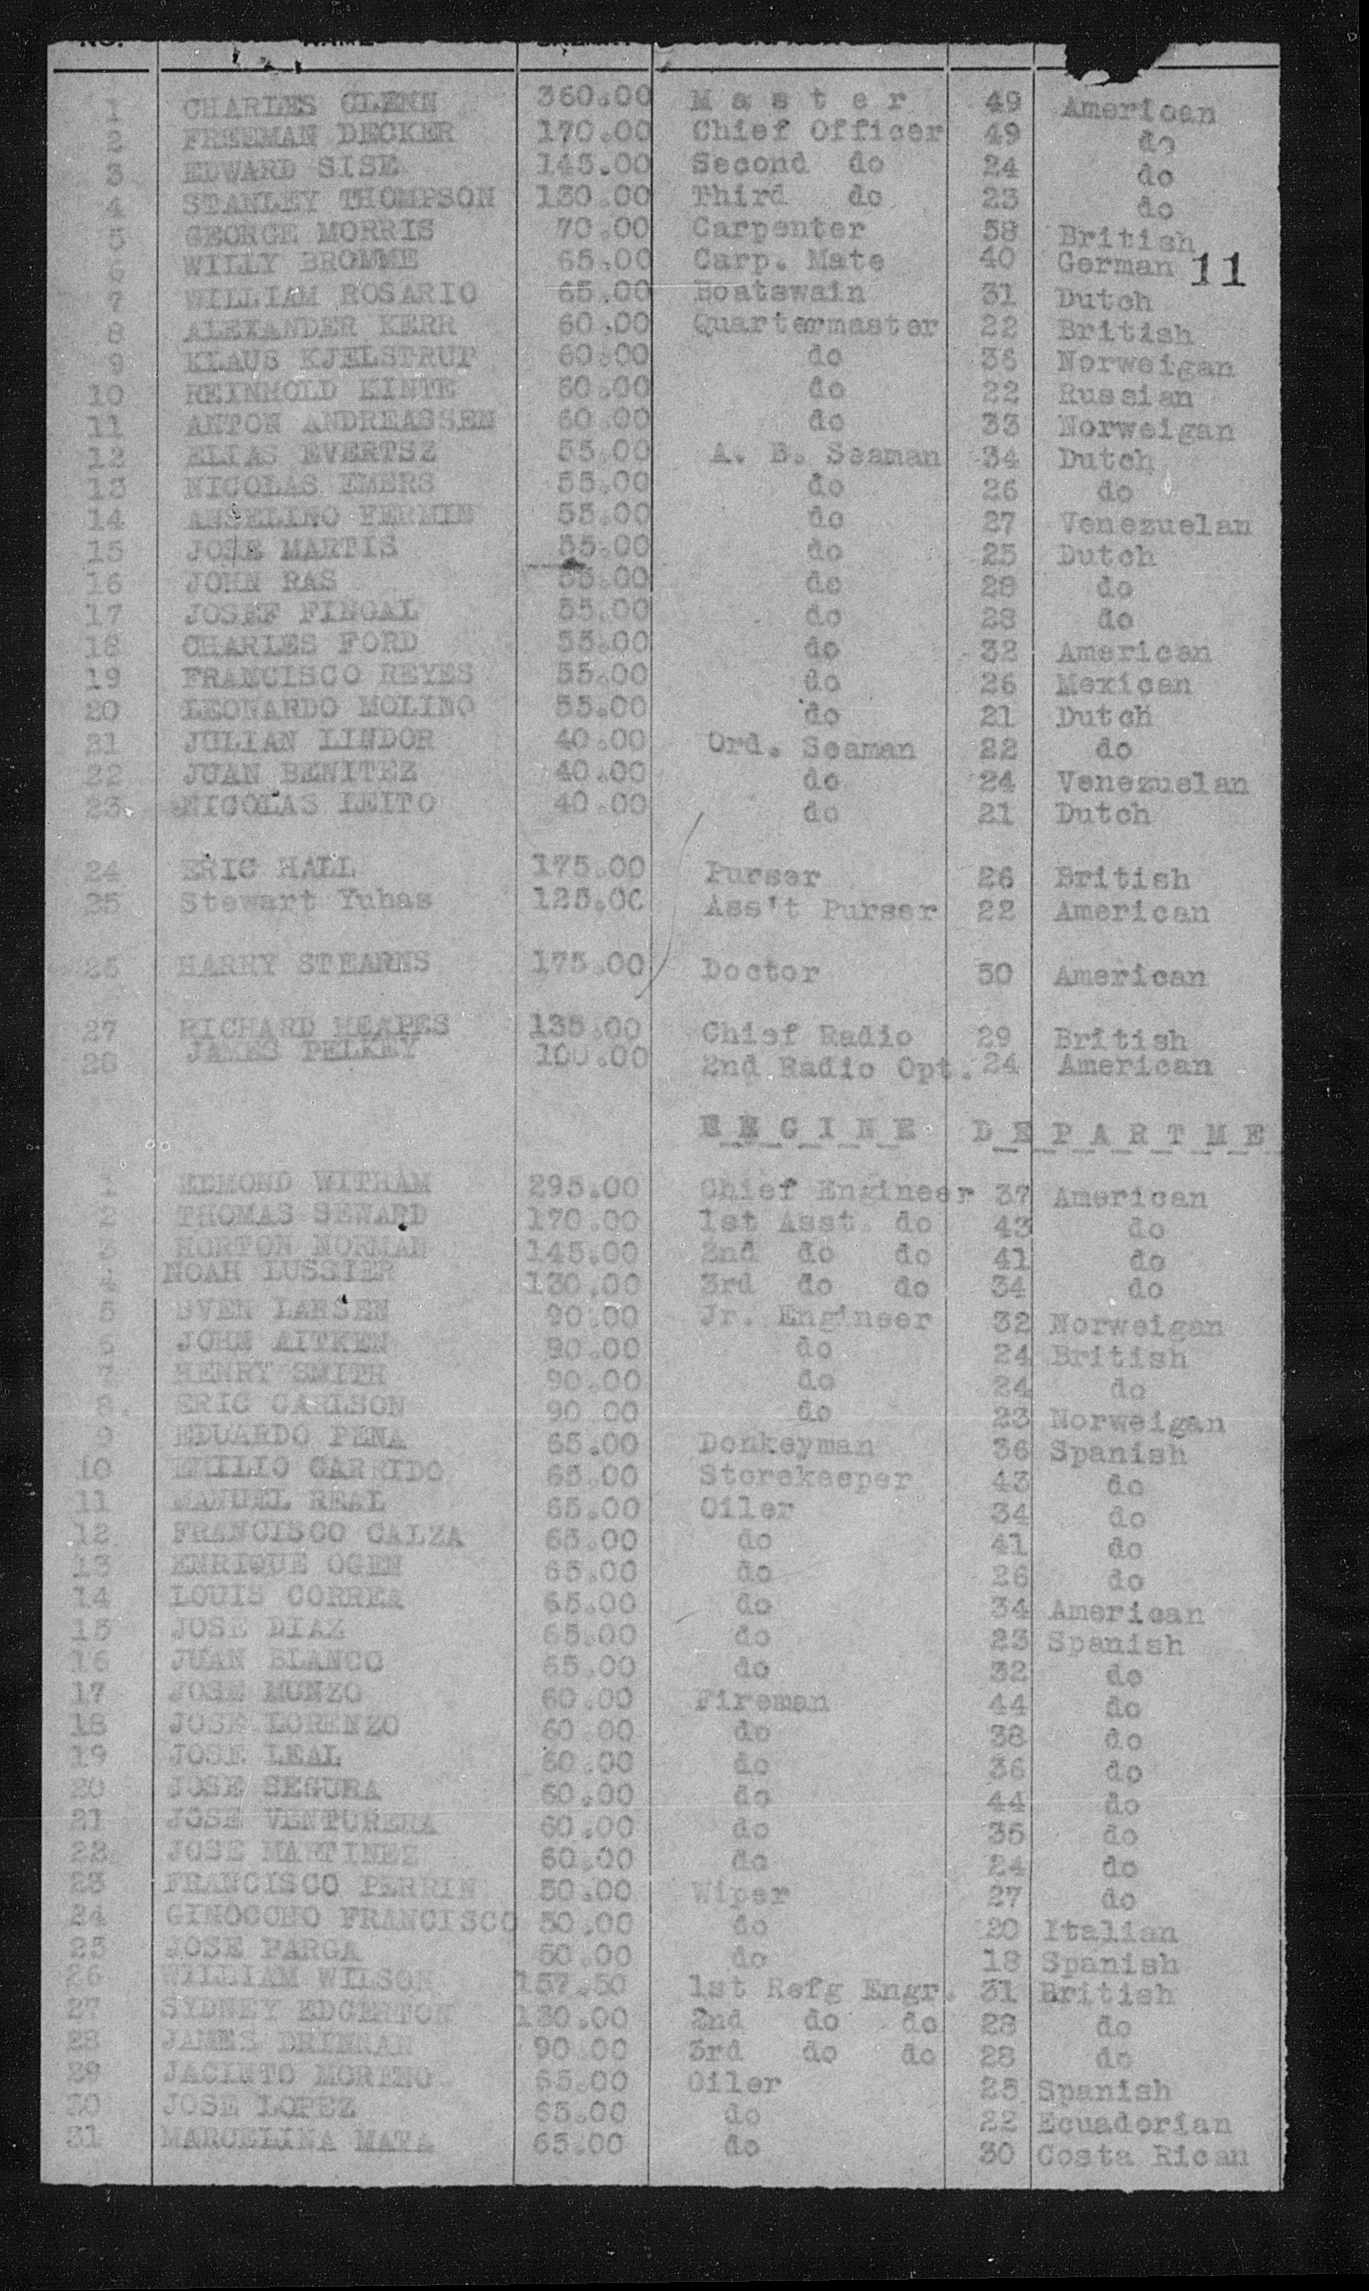 NO. NAME
1 CHARLES GLENN 360.00 M a s t e r 49 American
2 FREEMAN DECKER 170.00 Chief Officer 49 do
3 EDWARD SISE 145.00 Second do 24 do
4 STANLEY THOMPSON 130.00 Third do 23 do
5 GEORGE MORRIS 70.00 Carpenter 58 British
6 WILLY BROMME 65.00 Carp. Mate 40 German 11
7 WILLIAM ROSARIO 65.00 Boatswain 31 Dutch
8 ALEXANDER KERR 60.00 Quartermaster 22 British
9 KLAUS KJELSTRUP 60.00 do 36 Norweigan
10 REINHOLD KINTE 60.00 do 22 Russian
11 ANTON ANDREASSEN 60.00 do 33 Norweigan
12 ELIAS EVERTSZ 55.00 A. B. Seaman 34 Dutch
13 NICOLAS EMERS 55.00 do 26 do
14 ANSELINO FERMIN 55.00 do 27 Venezuelan
15 JOSE MARTIS 55.00 do 25 Dutch
16 JOHN RAS 55.00 do 28 do
17 JOSEF FINGAL 55.00 do 28 do
18 CHARLES FORD 55.00 do 32 American
19 FRANCISCO REYES 55.00 do 26 Mexican
20 LEONARDO MOLINO 55.00 do 21 Dutch
21 JULIAN LINDOR 40.00 Ord. Seaman 22 do
22 JUAN BENITEZ 40.00 do 24 Venezuelan
23 NICOLAS LEITO 40.00 do 21 Dutch
24 ERIC HALL 175.00 Purser 26 British
25 Stewart Yuhas 125.00 Ass't Purser 22 American
26 HARRY STEARNS 175.00 Doctor 50 American
27 RICHARD HEAPES 135.00 Chief Radio 29 British
28 JAMES PELKEY 100.00 2nd Radio Opt. 24 American
E N G I N E D E P A R T M E
1 EDMOND WITHAM 295.00 Chief Engineer 37 American
2 THOMAS SEWARD 170.00 1st Asst. do 43 do
3 HORTON NORMAN 145.00 2nd do do 41 do
4 NOAH LUSSIER 130.00 3rd do do 34 do
5 SVEN LARSEN 90.00 Jr. Engineer 32 Norweigan
6 JOHN AITKEN 90.00 do 24 British
7 HENRY SMITH 90.00 do 24 do
8. ERIC CARLSON 90 00 do 23 Norweigan
9 EDUARDO PENA 65.00 Donkeyman 36 Spanish
10 EMILIO GARRIDO 65.00 Storekeeper 43 do
11 MANUEL REAL 65.00 Oiler 34 do
12 FRANCISCO CALZA 65.00 do 41 do
13 ENRIQUE OGEN 65.00 do 26 do
14 LOUIS CORREA 65.00 do 34 American
15 JOSE DIAZ 65.00 do 23 Spanish
16 JUAN BLANCO 65.00 do 32 do
17 JOSE MUNZO 60.00 Fireman 44 do
18 JOSE LORENZO 60.00 do 38 do
19 JOSE LEAL 60.00 do 36 do
20 JOSE SEGURA 60.00 do 44 do
21 JOSE VENTURERA 60.00 do 35 do
22 JOSE MARTINEZ 60.00 do 24 do
23 FRANCISCO PERRIN 50.00 Wiper 27 do
24 GINOCCHO FRANCISCO 50.00 do 20 Italian
25 JOSE PARGA 50.00 do 18 Spanish
26 WILLIAM WILSON 157.50 1st Refg Engr. 31 British
27 SYDNEY EDGERTON 130.00 2nd do do 28 do
28 JAMES DRENNAN 90.00 3rd do do 28 do
29 JACINTO MORENO 65.00 Oiler 25 Spanish
30 JOSE LOPEZ 65.00 do 22 Ecuadorian
31 MARCELINA MATA 65.00 do 30 Costa Rican